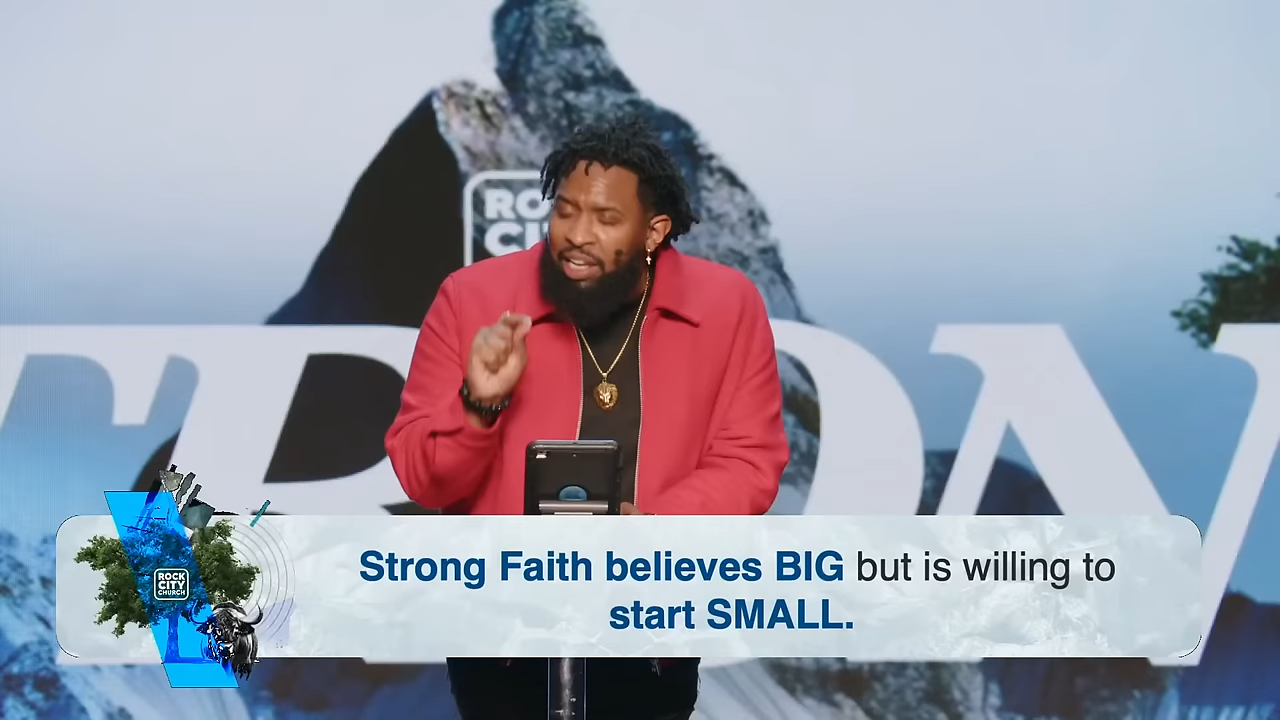 ROCK
CITY
CHURCH
Strong Faith believes BIG but is willing to
start SMALL.